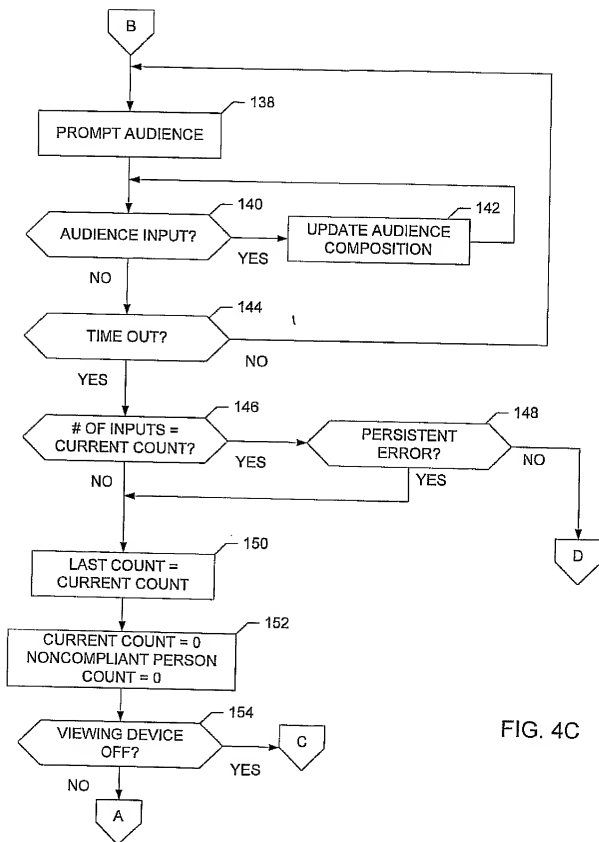 B
138
PROMPT AUDIENCE
140
AUDIENCE INPUT?
YES
142
UPDATE AUDIENCE
COMPOSITION
NO
144
TIME OUT?
NO
YES
146
# OF INPUTS =
CURRENT COUNT?
YES
148
PERSISTENT
ERROR?
NO
YES
NO
D
150
LAST COUNT =
CURRENT COUNT
152
CURRENT COUNT = 0
NONCOMPLIANT PERSON
COUNT = 0
154
VIEWING DEVICE
OFF?
YES
C
NO
A
FIG. 4C